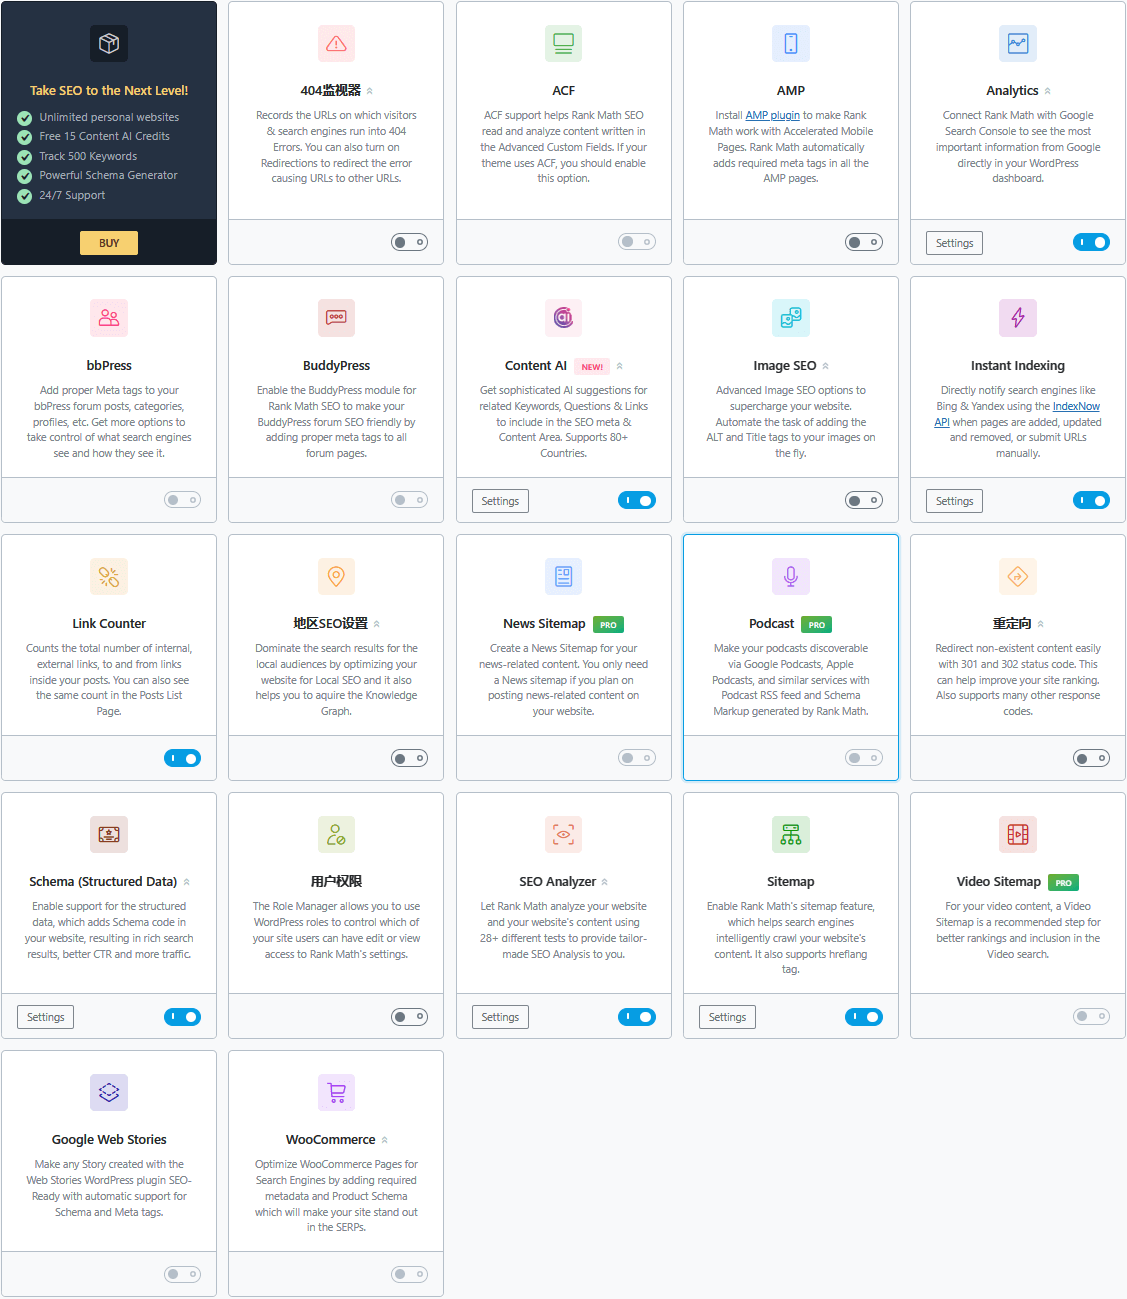 Take SEO to the Next Level!
Unlimited personal websites
Free 15 Content AI Credits
Track 500 Keywords
Powerful Schema Generator
24/7 Support
BUY
404监视器
Records the URLs on which visitors
& search engines run into 404
Errors. You can also turn on
Redirections to redirect the error
causing URLs to other URLs.
ACF
ACF support helps Rank Math SEO
read and analyze content written in
the Advanced Custom Fields. If your
theme uses ACF, you should enable
this option.
AMP
Install AMP plugin to make Rank
Math work with Accelerated Mobile
Pages. Rank Math automatically
adds required meta tags in all the
AMP pages.
Analytics
Connect Rank Math with Google
Search Console to see the most
important information from Google
directly in your WordPress
dashboard.
Settings
bbPress
Add proper Meta tags to your
bbPress forum posts, categories,
profiles, etc. Get more options to
take control of what search engines
see and how they see it.
BuddyPress
Enable the BuddyPress module for
Rank Math SEO to make your
BuddyPress forum SEO friendly by
adding proper meta tags to all
forum pages.
ai
Content AI NEW!
Get sophisticated AI suggestions for
related Keywords, Questions & Links
to include in the SEO meta &
Content Area. Supports 80+
Countries.
Settings
Image SEO
Advanced Image SEO options to
supercharge your website.
Automate the task of adding the
ALT and Title tags to your images on
the fly.
Instant Indexing
Directly notify search engines like
Bing & Yandex using the IndexNow
API when pages are added, updated
and removed, or submit URLs
manually.
Settings
Link Counter
Counts the total number of internal,
external links, to and from links
inside your posts. You can also see
the same count in the Posts List
Page.
地区SEO设置
Dominate the search results for the
local audiences by optimizing your
website for Local SEO and it also
helps you to aquire the Knowledge
Graph.
News Sitemap PRO
Create a News Sitemap for your
news-related content. You only need
a News sitemap if you plan on
posting news-related content on
your website.
Podcast PRO
Make your podcasts discoverable
via Google Podcasts, Apple
Podcasts, and similar services with
Podcast RSS feed and Schema
Markup generated by Rank Math.
重定向
Redirect non-existent content easily
with 301 and 302 status code. This
can help improve your site ranking.
Also supports many other response
codes.
Schema (Structured Data)
Enable support for the structured
data, which adds Schema code in
your website, resulting in rich search
results, better CTR and more traffic.
Settings
用户权限
The Role Manager allows you to use
WordPress roles to control which of
your site users can have edit or view
access to Rank Math's settings.
SEO Analyzer
Let Rank Math analyze your website
and your website's content using
28+ different tests to provide tailor-
made SEO Analysis to you.
Settings
Sitemap
Enable Rank Math's sitemap feature,
which helps search engines
intelligently crawl your website's
content. It also supports hreflang
tag.
Settings
Video Sitemap PRO
For your video content, a Video
Sitemap is a recommended step for
better rankings and inclusion in the
Video search.
Google Web Stories
Make any Story created with the
Web Stories WordPress plugin SEO-
Ready with automatic support for
Schema and Meta tags.
WooCommerce
Optimize WooCommerce Pages for
Search Engines by adding required
metadata and Product Schema
which will make your site stand out
in the SERPs.